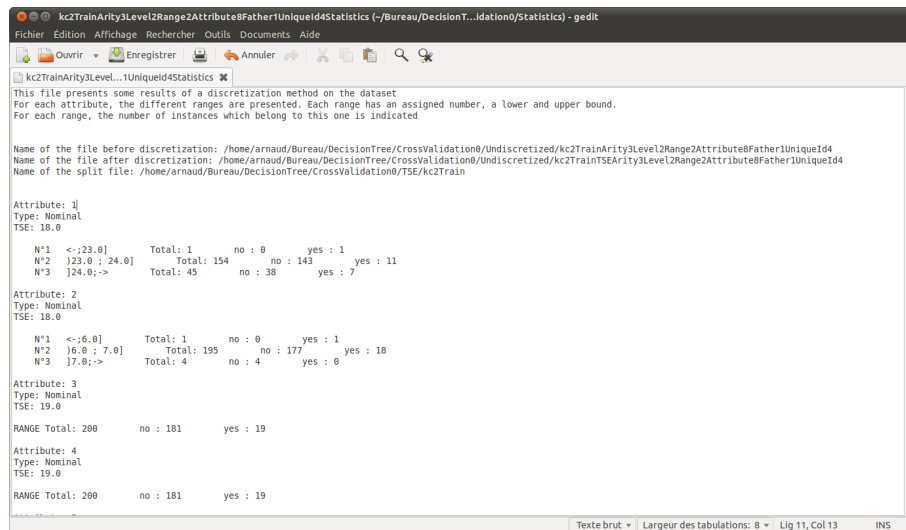 kc2TrainArity3Level2Range2Attribute8Father1UniqueId4Statistics (~/Bureau/DecisionT...idation0/Statistics) - gedit
Fichier Édition Affichage Rechercher Outils Documents Aide
Ouvrir Enregistrer Annuler
kc2TrainArity3Level...1UniqueId4Statistics
This file presents some results of a discretization method on the dataset
For each attribute, the different ranges are presented. Each range has an assigned number, a lower and upper bound.
For each range, the number of instances which belong to this one is indicated
Name of the file before discretization: /home/arnaud/Bureau/DecisionTree/CrossValidation0/Undiscretized/kc2TrainArity3Level2Range2Attribute8Father1UniqueId4
Name of the file after discretization: /home/arnaud/Bureau/DecisionTree/CrossValidation0/Undiscretized/kc2TrainTSEArity3Level2Range2Attribute8Father1UniqueId4
Name of the split file: /home/arnaud/Bureau/DecisionTree/CrossValidation0/TSE/kc2Train
Attribute: 1
Type: Nominal
TSE: 18.0
N°1 <-;23.0] Total: 1 no : 0 yes : 1
N°2 )23.0 ; 24.0] Total: 154 no : 143 yes : 11
N°3 ]24.0;-> Total: 45 no : 38 yes : 7
Attribute: 2
Type: Nominal
TSE: 18.0
N°1 <-;6.0] Total: 1 no : 0 yes : 1
N°2 )6.0 ; 7.0] Total: 195 no : 177 yes : 18
N°3 ]7.0;-> Total: 4 no : 4 yes : 0
Attribute: 3
Type: Nominal
TSE: 19.0
RANGE Total: 200 no : 181 yes : 19
Attribute: 4
Type: Nominal
TSE: 19.0
RANGE Total: 200 no : 181 yes : 19
Texte brut Largeur des tabulations: 8 Lig 11, Col 13 INS